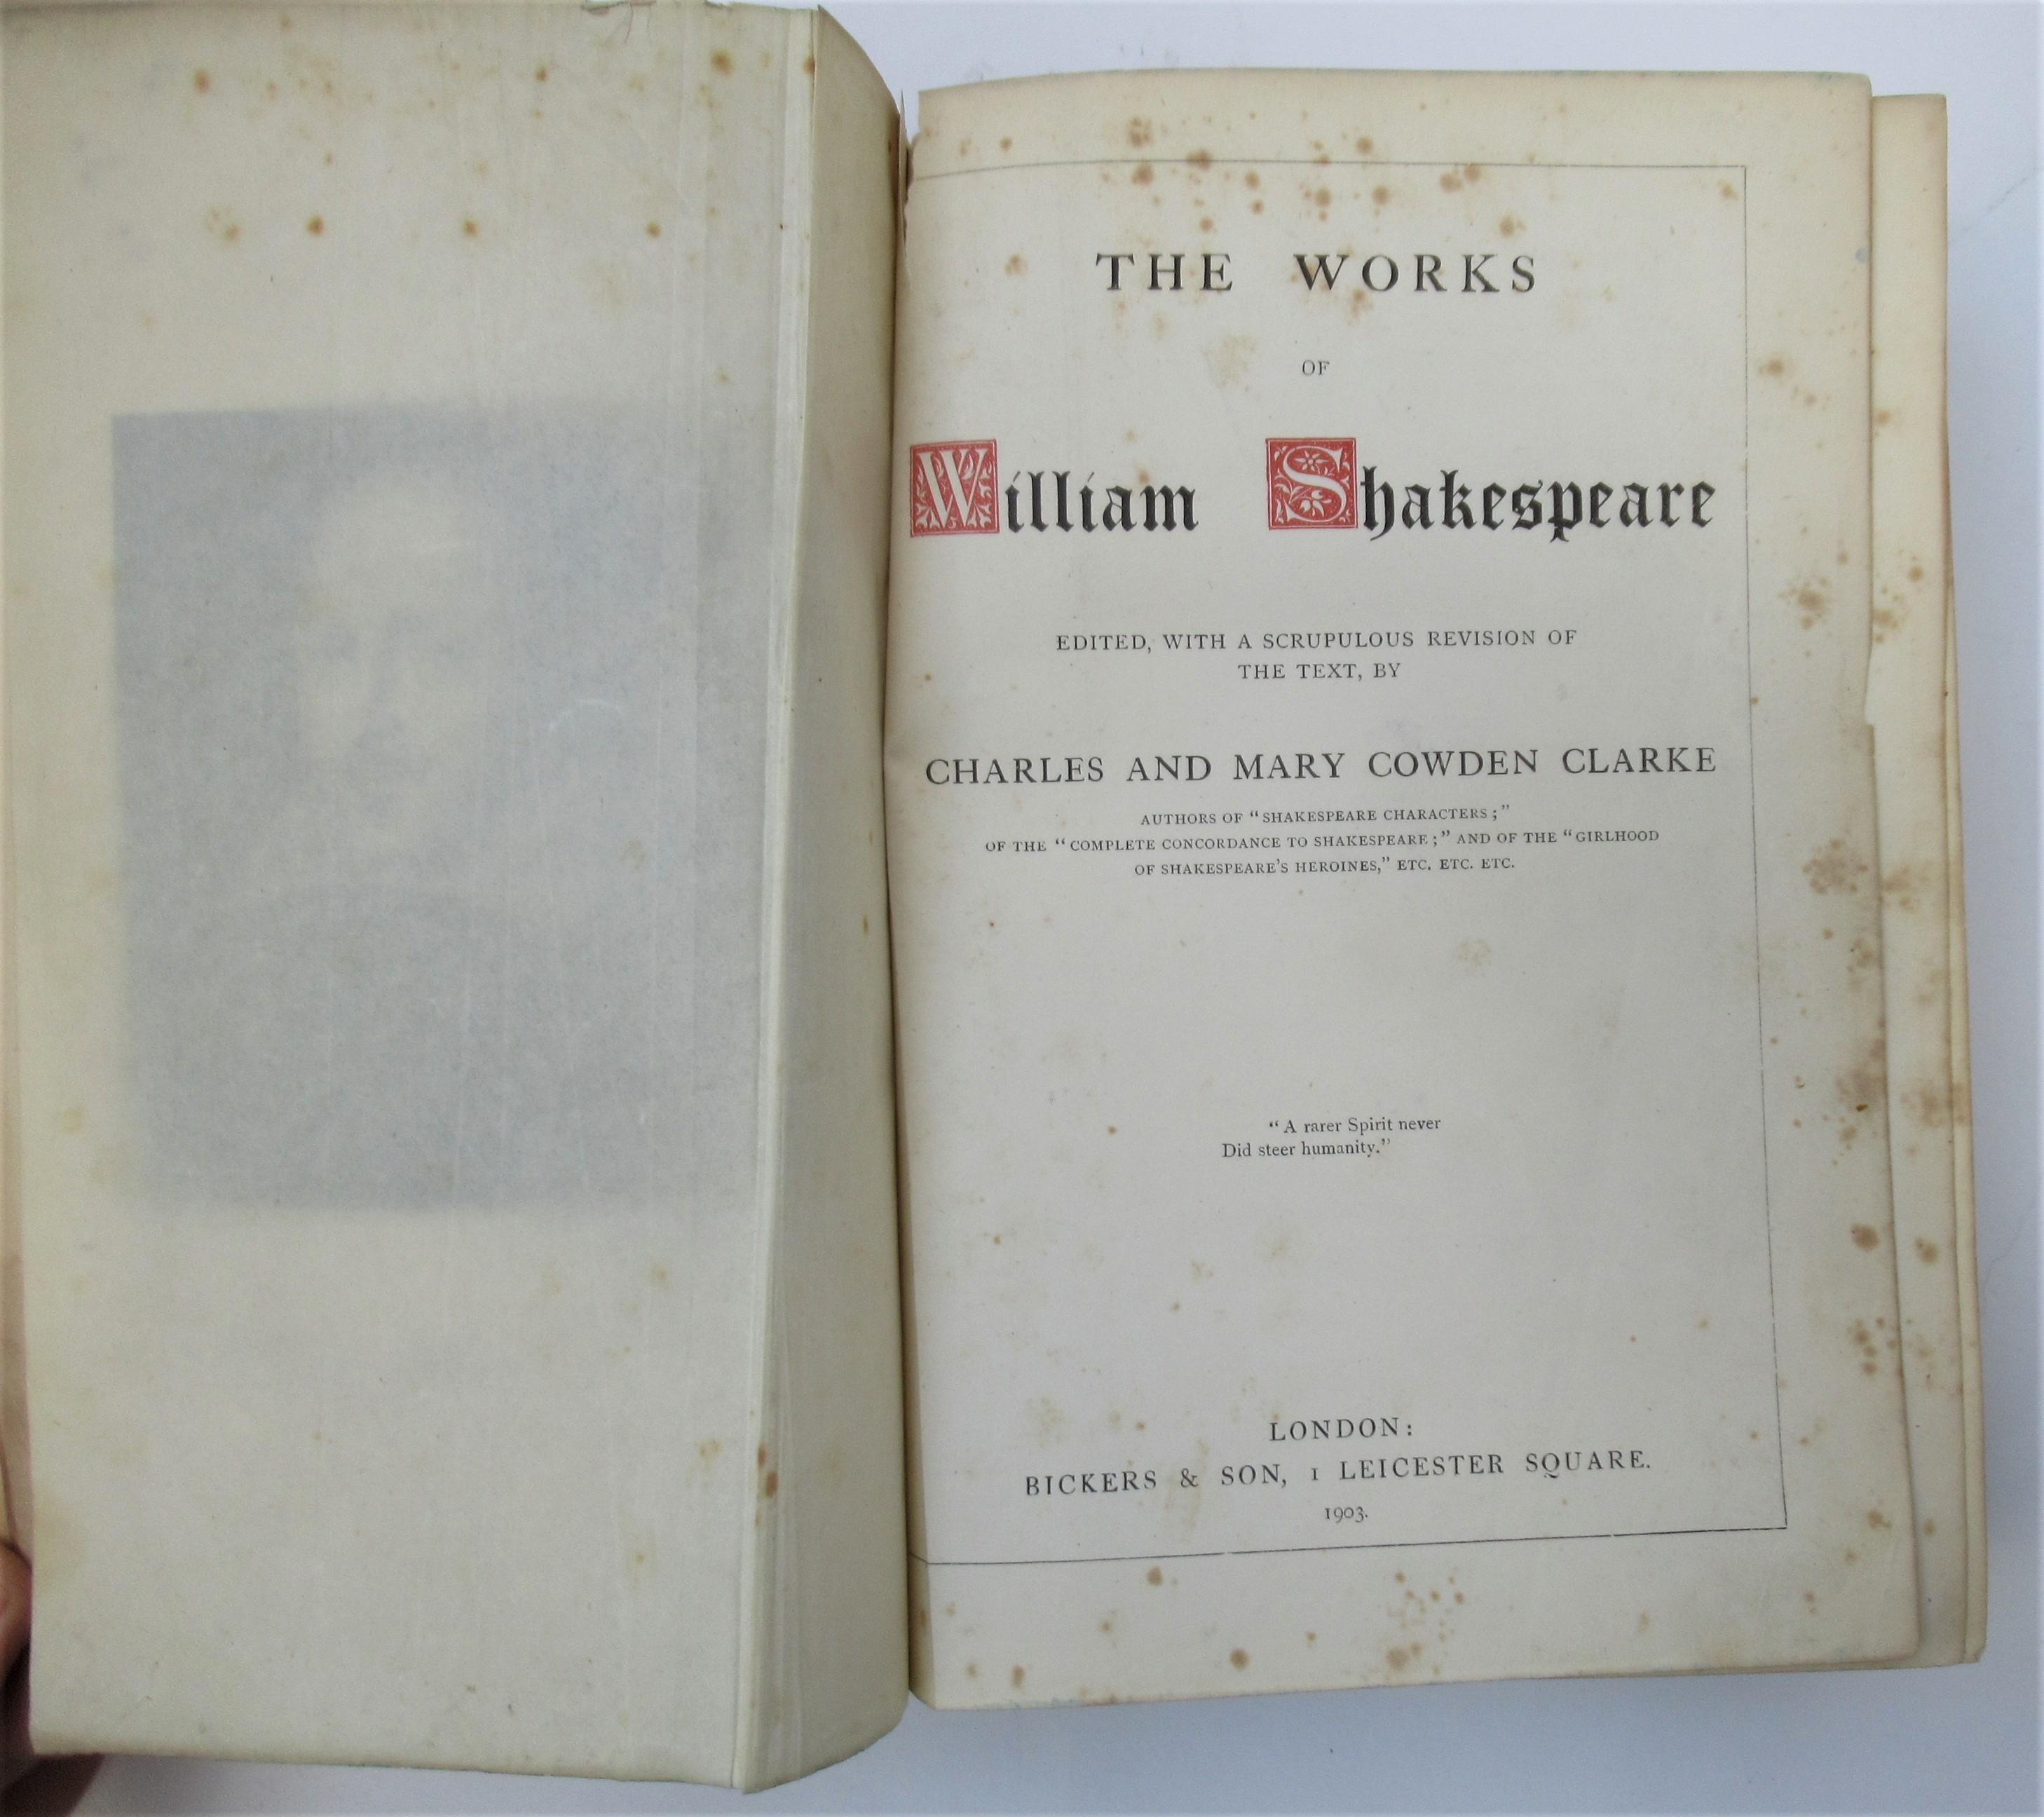 THE WORKS
OF
William Shakespeare
EDITED, WITH A SCRUPULOUS REVISION OF
THE TEXT, BY
CHARLES AND MARY COWDEN CLARKE
AUTHORS OF “SHAKESPEARE CHARACTERS;”
OF THE “COMPLETE CONCORDANCE TO SHAKESPEARE;” AND OF THE “GIRLHOOD
OF SHAKESPEARE'S HEROINES,” ETC. ETC. ETC.
“A rarer Spirit never
Did steer humanity.”
LONDON:
BICKERS & SON, 1 LEICESTER SQUARE.
1903.